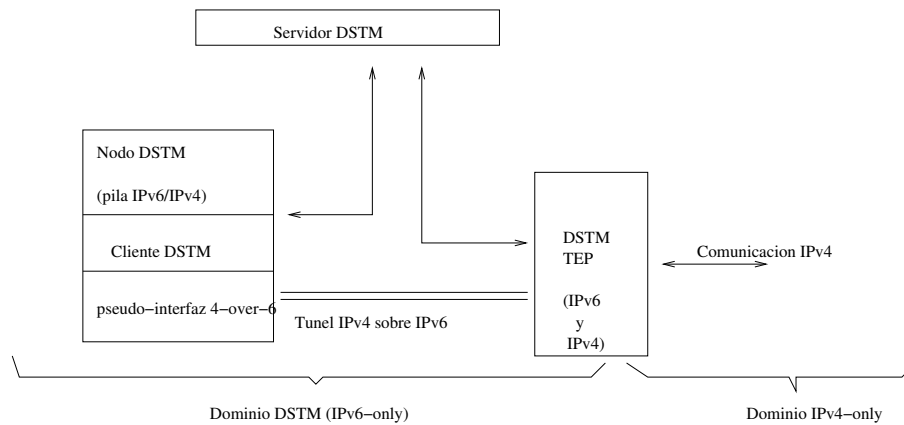 Servidor DSTM
Nodo DSTM
(pila IPv6/IPv4)
Cliente DSTM
pseudo−interfaz 4−over−6
Tunel IPv4 sobre IPv6
DSTM
TEP
(IPv6
y
IPv4)
Comunicacion IPv4
Dominio DSTM (IPv6−only)
Dominio IPv4−only